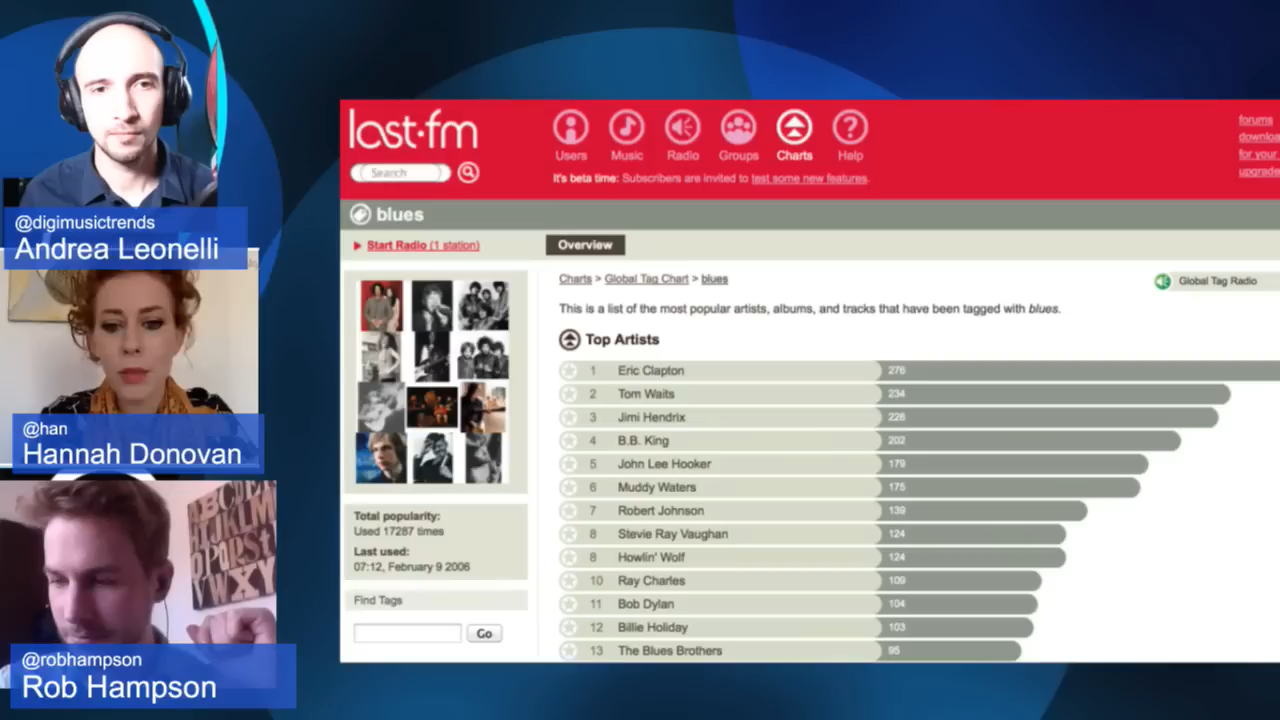 @digimusictrends
Andrea Leonelli
@han
Hannah Donovan
ABCD
@robhampson
Rob Hampson
last.fm
Search
Users
Music
Radio
Groups
Charts
Help
It's beta time: Subscribers are invited to test some new features.
forums
for your
upgrade
blues
Start Radio (1 station)
Overview
Charts > Global Tag Chart > blues
Global Tag Radio
This is a list of the most popular artists, albums, and tracks that have been tagged with blues.
Top Artists
1 Eric Clapton 276
2 Tom Waits 234
3 Jimi Hendrix 226
4 B.B. King 202
5 John Lee Hooker 179
6 Muddy Waters 175
7 Robert Johnson 139
8 Stevie Ray Vaughan 124
8 Howlin' Wolf 124
10 Ray Charles 109
11 Bob Dylan 104
12 Billie Holiday 103
13 The Blues Brothers 95
Total popularity:
Used 17287 times
Last used:
07:12, February 9 2006
Find Tags
Go